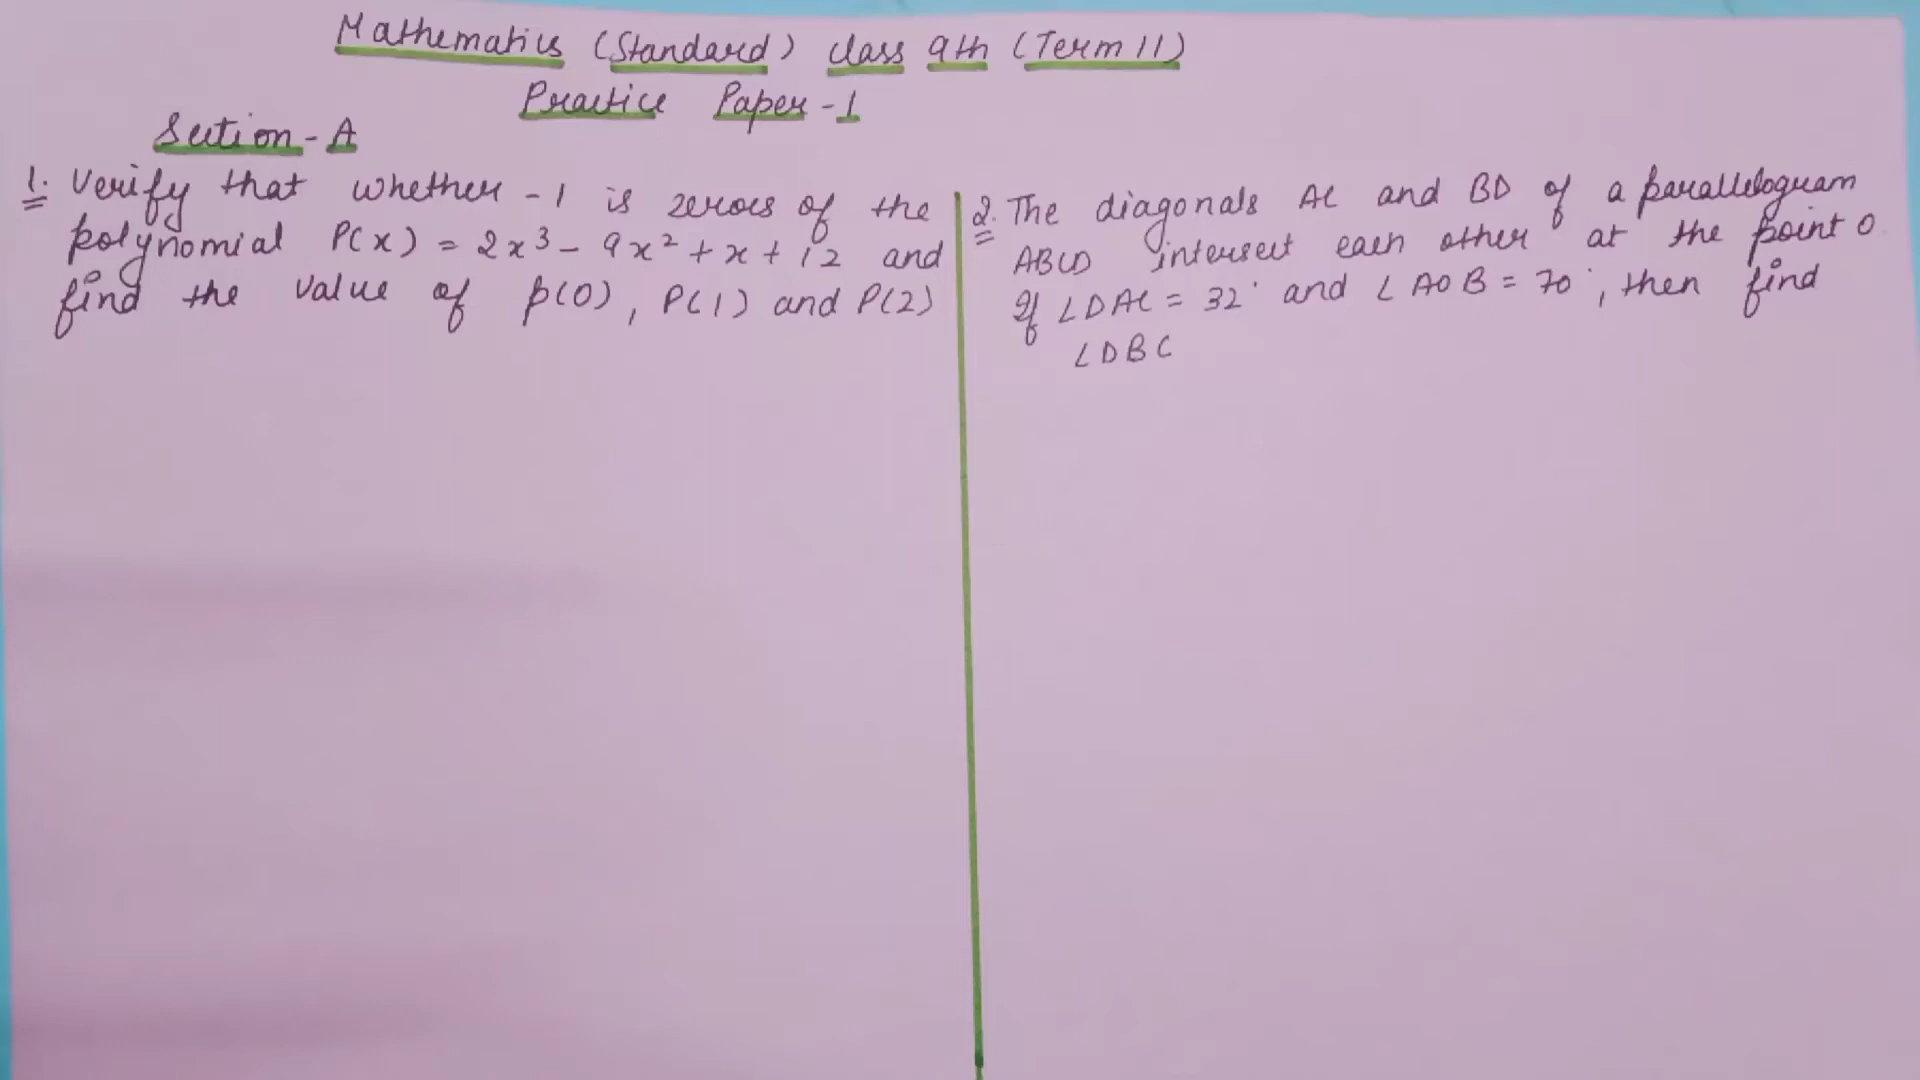 Mathematics (Standard) class 9th (Term II)
Practice Paper - 1
Section - A
1. Verify that whether -1 is zeroes of the
polynomial P(x) = 2x³ - 9x² + x + 12 and
find the value of p(0), P(1) and P(2)
2. The diagonals AC and BD of a parallelogram
ABCD intersect each other at the point O.
If ∠DAC = 32° and ∠AOB = 70°, then find
∠DBC